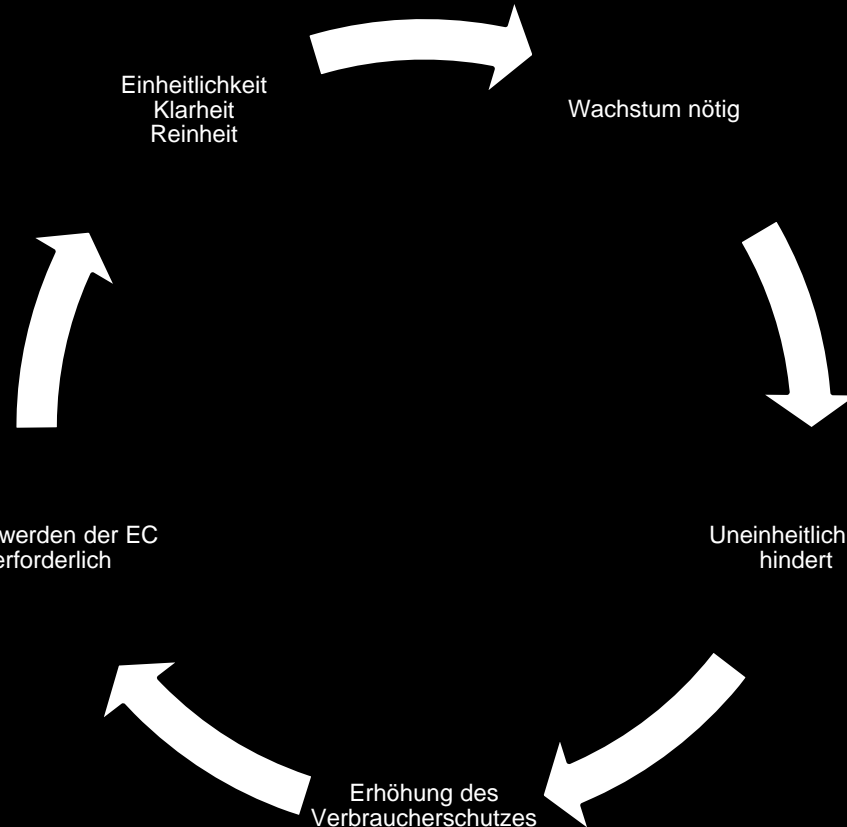 Einheitlichkeit
Klarheit
Reinheit
Wachstum nötig
hindert
Erhöhung des
Verbraucherschutzes
werden der EC
erforderlich